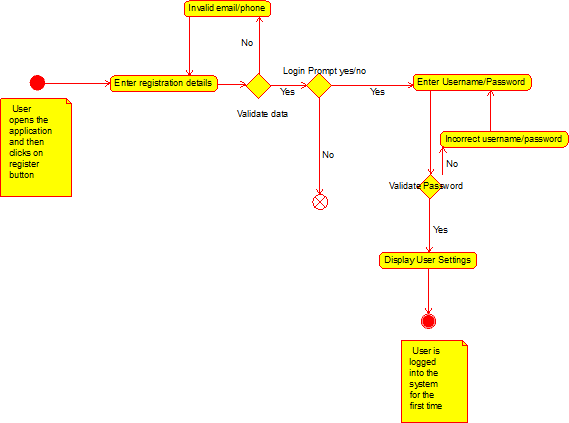 Invalid email/phone
No
Login Prompt yes/no
Enter registration details
Yes
Yes
Enter Username/Password
Validate data
User
opens the
application
and then
clicks on
register
button
Incorrect username/password
No
No
Validate Password
Yes
Display User Settings
User is
logged
into the
system
for the
first time